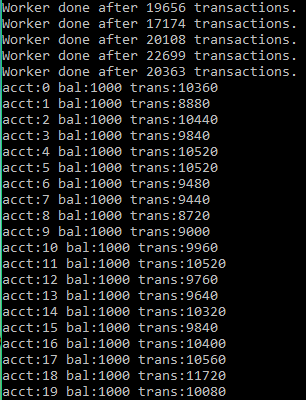 Worker done after 19656 transactions.
Worker done after 17174 transactions.
Worker done after 20108 transactions.
Worker done after 22699 transactions.
Worker done after 20363 transactions.
acct:0 bal:1000 trans:10360
acct:1 bal:1000 trans:8880
acct:2 bal:1000 trans:10440
acct:3 bal:1000 trans:9840
acct:4 bal:1000 trans:10520
acct:5 bal:1000 trans:10520
acct:6 bal:1000 trans:9480
acct:7 bal:1000 trans:9440
acct:8 bal:1000 trans:8720
acct:9 bal:1000 trans:9000
acct:10 bal:1000 trans:9960
acct:11 bal:1000 trans:10520
acct:12 bal:1000 trans:9760
acct:13 bal:1000 trans:9640
acct:14 bal:1000 trans:10320
acct:15 bal:1000 trans:9840
acct:16 bal:1000 trans:10400
acct:17 bal:1000 trans:10560
acct:18 bal:1000 trans:11720
acct:19 bal:1000 trans:10080